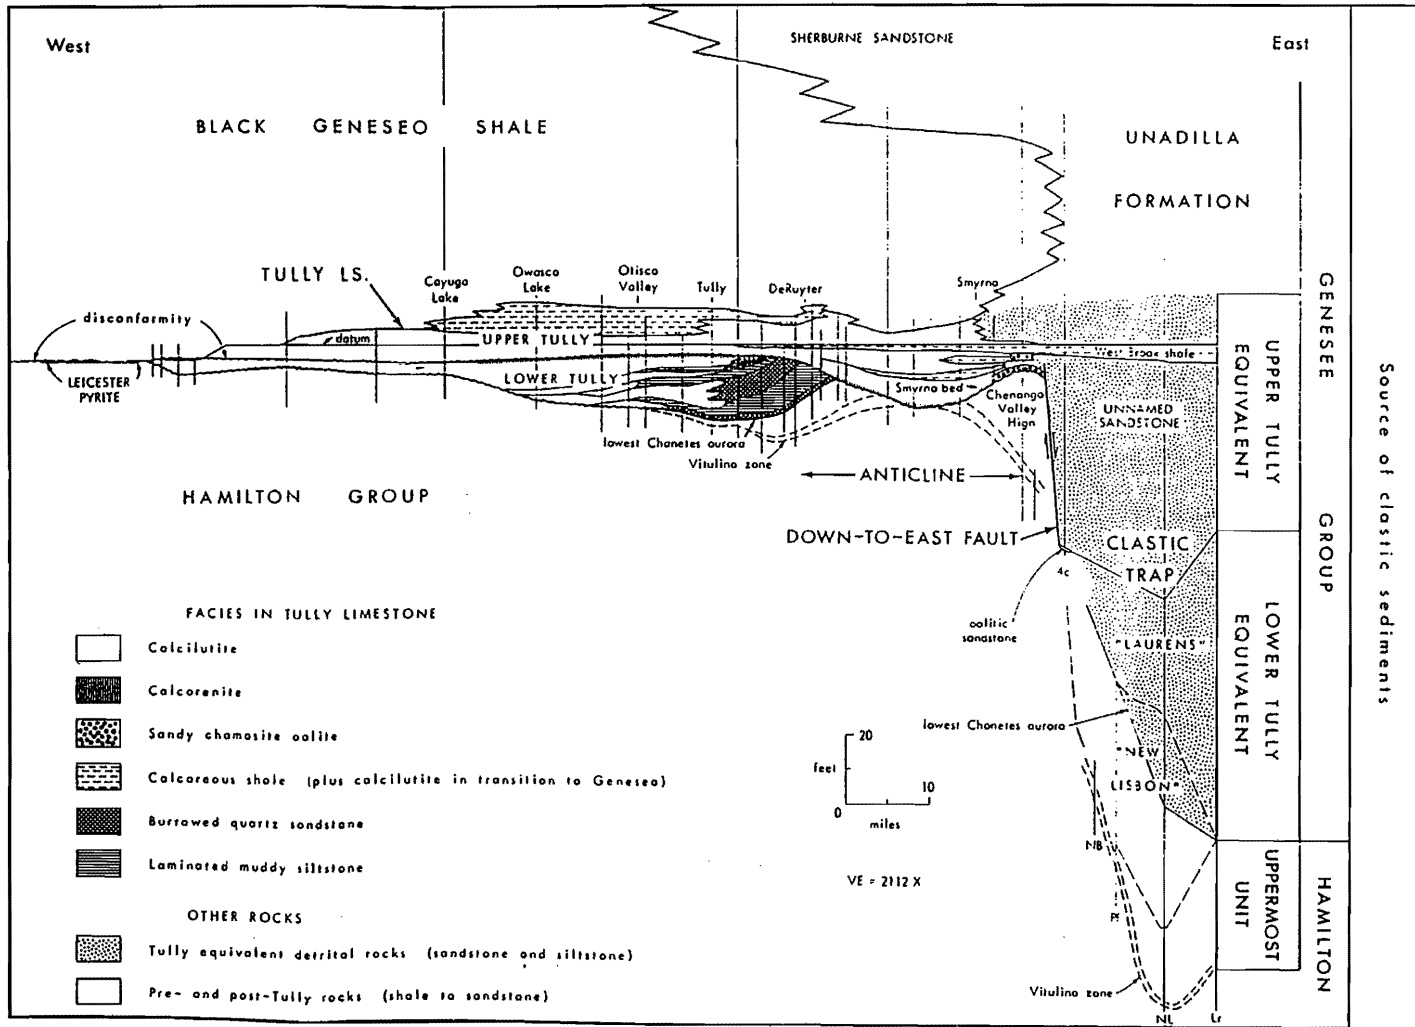 West
SHERBURNE SANDSTONE
East
BLACK GENESEO SHALE
UNADILLA
FORMATION
TULLY LS.
Cayuga
Lake
Owasco
Lake
Otisco
Valley
Tully
DeRuyter
Smyrna
disconformity
datum
UPPER TULLY
West Brook shale
LEICESTER
PYRITE
LOWER TULLY
Smyrna bed
Chenango
Valley
High
UNNAMED
SANDSTONE
lowest Chonetes aurora
Vitulina zone
ANTICLINE
HAMILTON GROUP
DOWN-TO-EAST FAULT
CLASTIC
TRAP
4c
oolitic
sandstone
"LAURENS"
lowest Chonetes aurora
"NEW
LISBON"
NB
Pf
Vitulina zone
NL
Lr
UPPER TULLY
EQUIVALENT
LOWER TULLY
EQUIVALENT
UPPERMOST
UNIT
GENESEE GROUP
HAMILTON
Source of clastic sediments
FACIES IN TULLY LIMESTONE
Calcilutite
Calcarenite
Sandy chamosite oolite
Calcareous shale (plus calcilutite in transition to Geneseo)
Burrowed quartz sandstone
Laminated muddy siltstone
OTHER ROCKS
Tully equivalent detrital rocks (sandstone and siltstone)
Pre- and post-Tully rocks (shale to sandstone)
20
feet
10
0
miles
VE = 2112 X